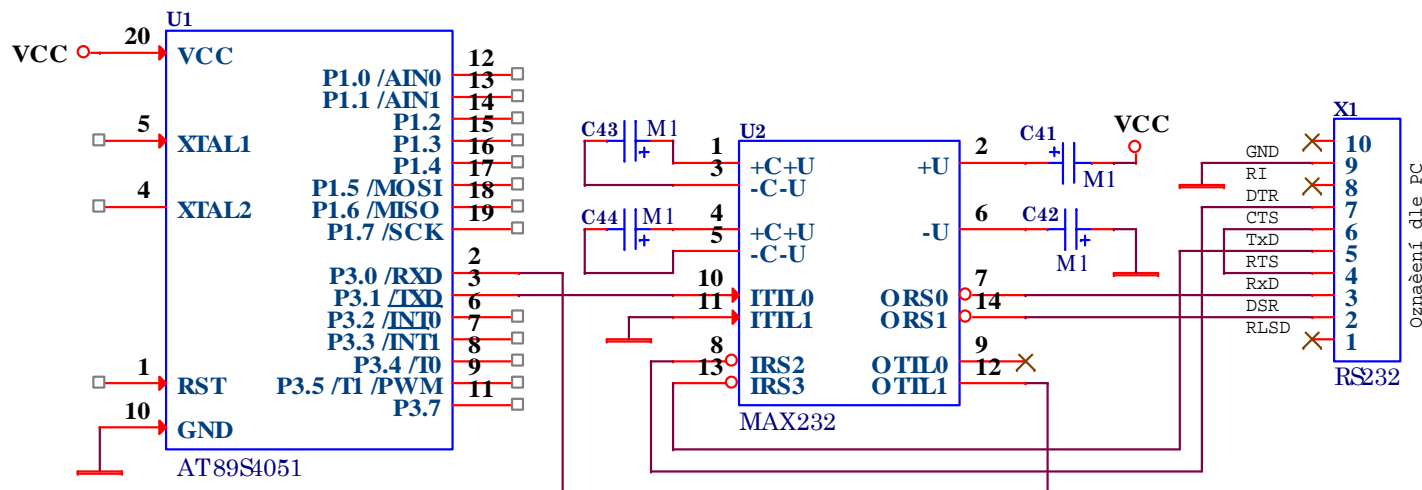 U1
VCC
20
VCC
5
XTAL1
4
XTAL2
1
RST
10
GND
AT89S4051
12
P1.0 /AIN0
13
P1.1 /AIN1
14
P1.2
15
P1.3
16
P1.4
17
P1.5 /MOSI
18
P1.6 /MISO
19
P1.7 /SCK
2
P3.0 /RXD
3
P3.1 /TXD
6
P3.2 /INT0
7
P3.3 /INT1
8
P3.4 /T0
9
P3.5 /T1 /PWM
11
P3.7
C43
M1
C44
M1
U2
1
+C+U
3
-C-U
4
+C+U
5
-C-U
10
ITIL0
11
ITIL1
8
IRS2
13
IRS3
MAX232
2
+U
6
-U
7
ORS0
14
ORS1
9
OTIL0
12
OTIL1
C41
M1
VCC
C42
M1
X1
10
GND
9
RI
8
DTR
7
CTS
6
TxD
5
RTS
4
RxD
3
DSR
2
RLSD
1
RS232
Oznaèeni dle PC